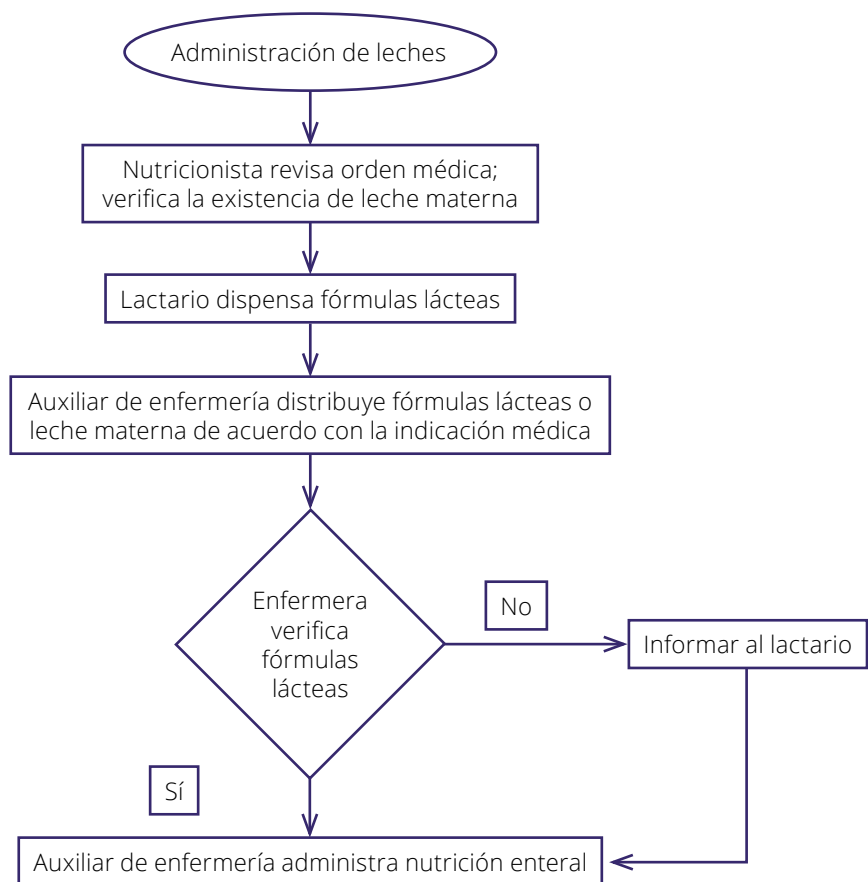 Administración de leches
Nutricionista revisa orden médica;
verifica la existencia de leche materna
Lactario dispensa fórmulas lácteas
Auxiliar de enfermería distribuye fórmulas lácteas o
leche materna de acuerdo con la indicación médica
Enfermera
verifica
fórmulas
lácteas
No
Informar al lactario
Sí
Auxiliar de enfermería administra nutrición enteral